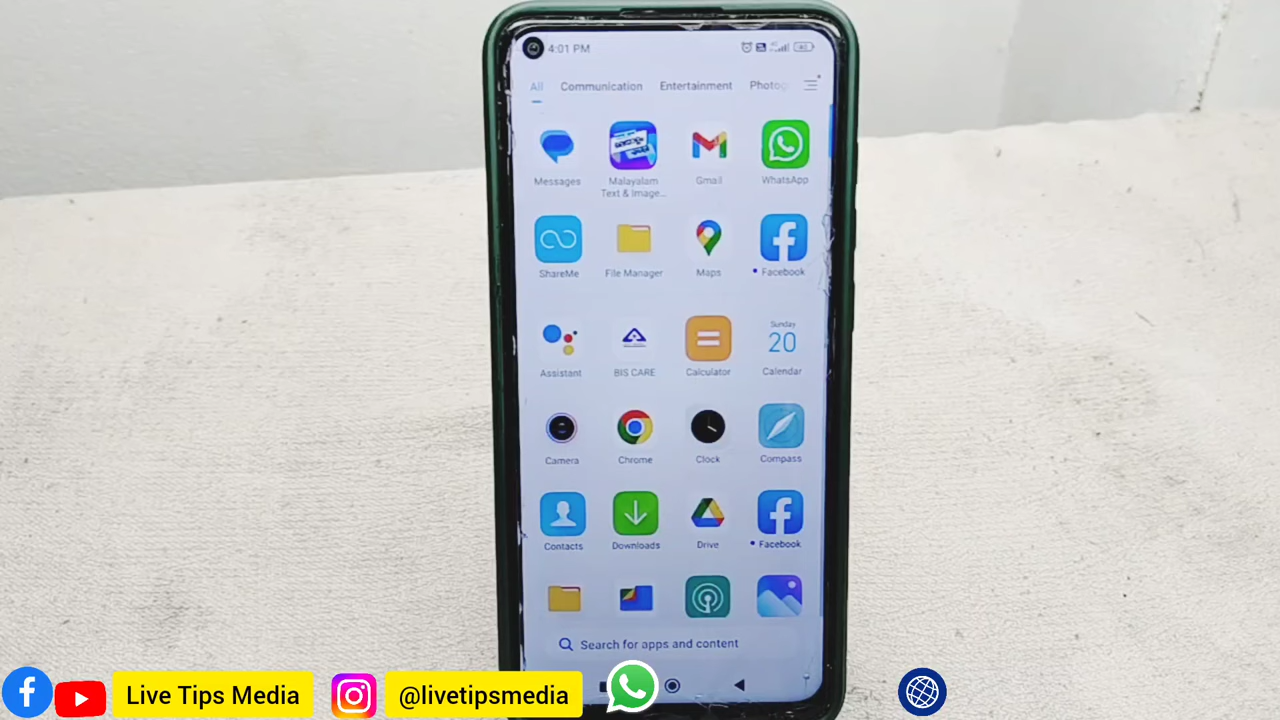 4:01 PM
All Communication Entertainment Photog
Messages
Malayalam
Text & Image...
Gmail
WhatsApp
ShareMe
File Manager
Maps
Facebook
Assistant
BIS CARE
Calculator
Sunday
20
Calendar
Camera
Chrome
Clock
Compass
Contacts
Downloads
Drive
Facebook
Search for apps and content
Live Tips Media
@livetipsmedia